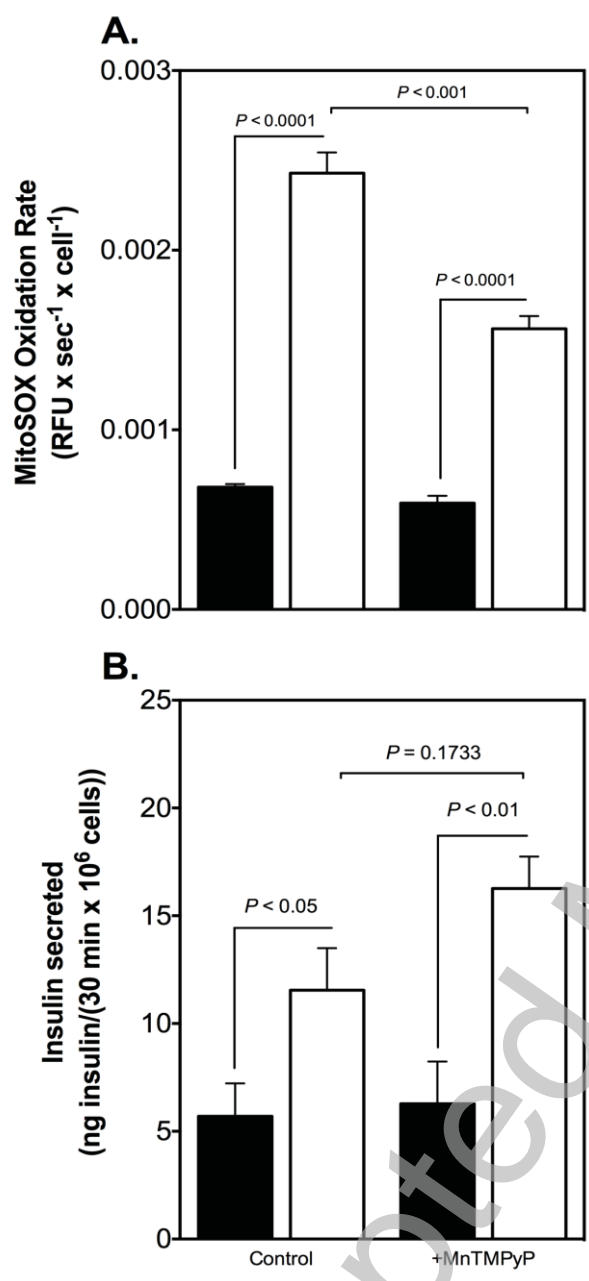 A.
0.003
0.002
0.001
0.000
MitoSOX Oxidation Rate
(RFU x sec⁻¹ x cell⁻¹)
P < 0.0001
P < 0.001
P < 0.0001
B.
25
20
15
10
5
0
Insulin secreted
(ng insulin/(30 min x 10⁶ cells))
P < 0.05
P = 0.1733
P < 0.01
Control
+MnTMPyP
pted